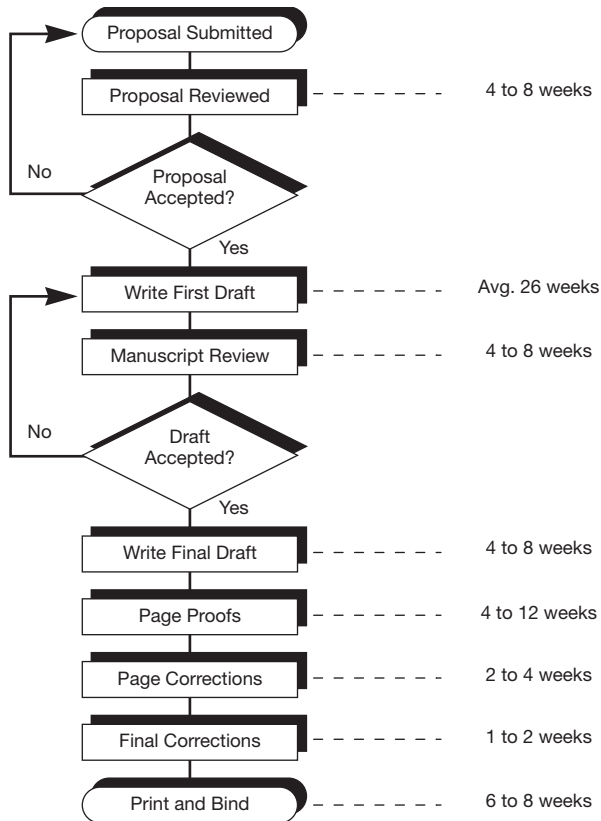 Proposal Submitted
Proposal Reviewed
4 to 8 weeks
No
Proposal
Accepted?
Yes
Write First Draft
Avg. 26 weeks
Manuscript Review
4 to 8 weeks
No
Draft
Accepted?
Yes
Write Final Draft
4 to 8 weeks
Page Proofs
4 to 12 weeks
Page Corrections
2 to 4 weeks
Final Corrections
1 to 2 weeks
Print and Bind
6 to 8 weeks